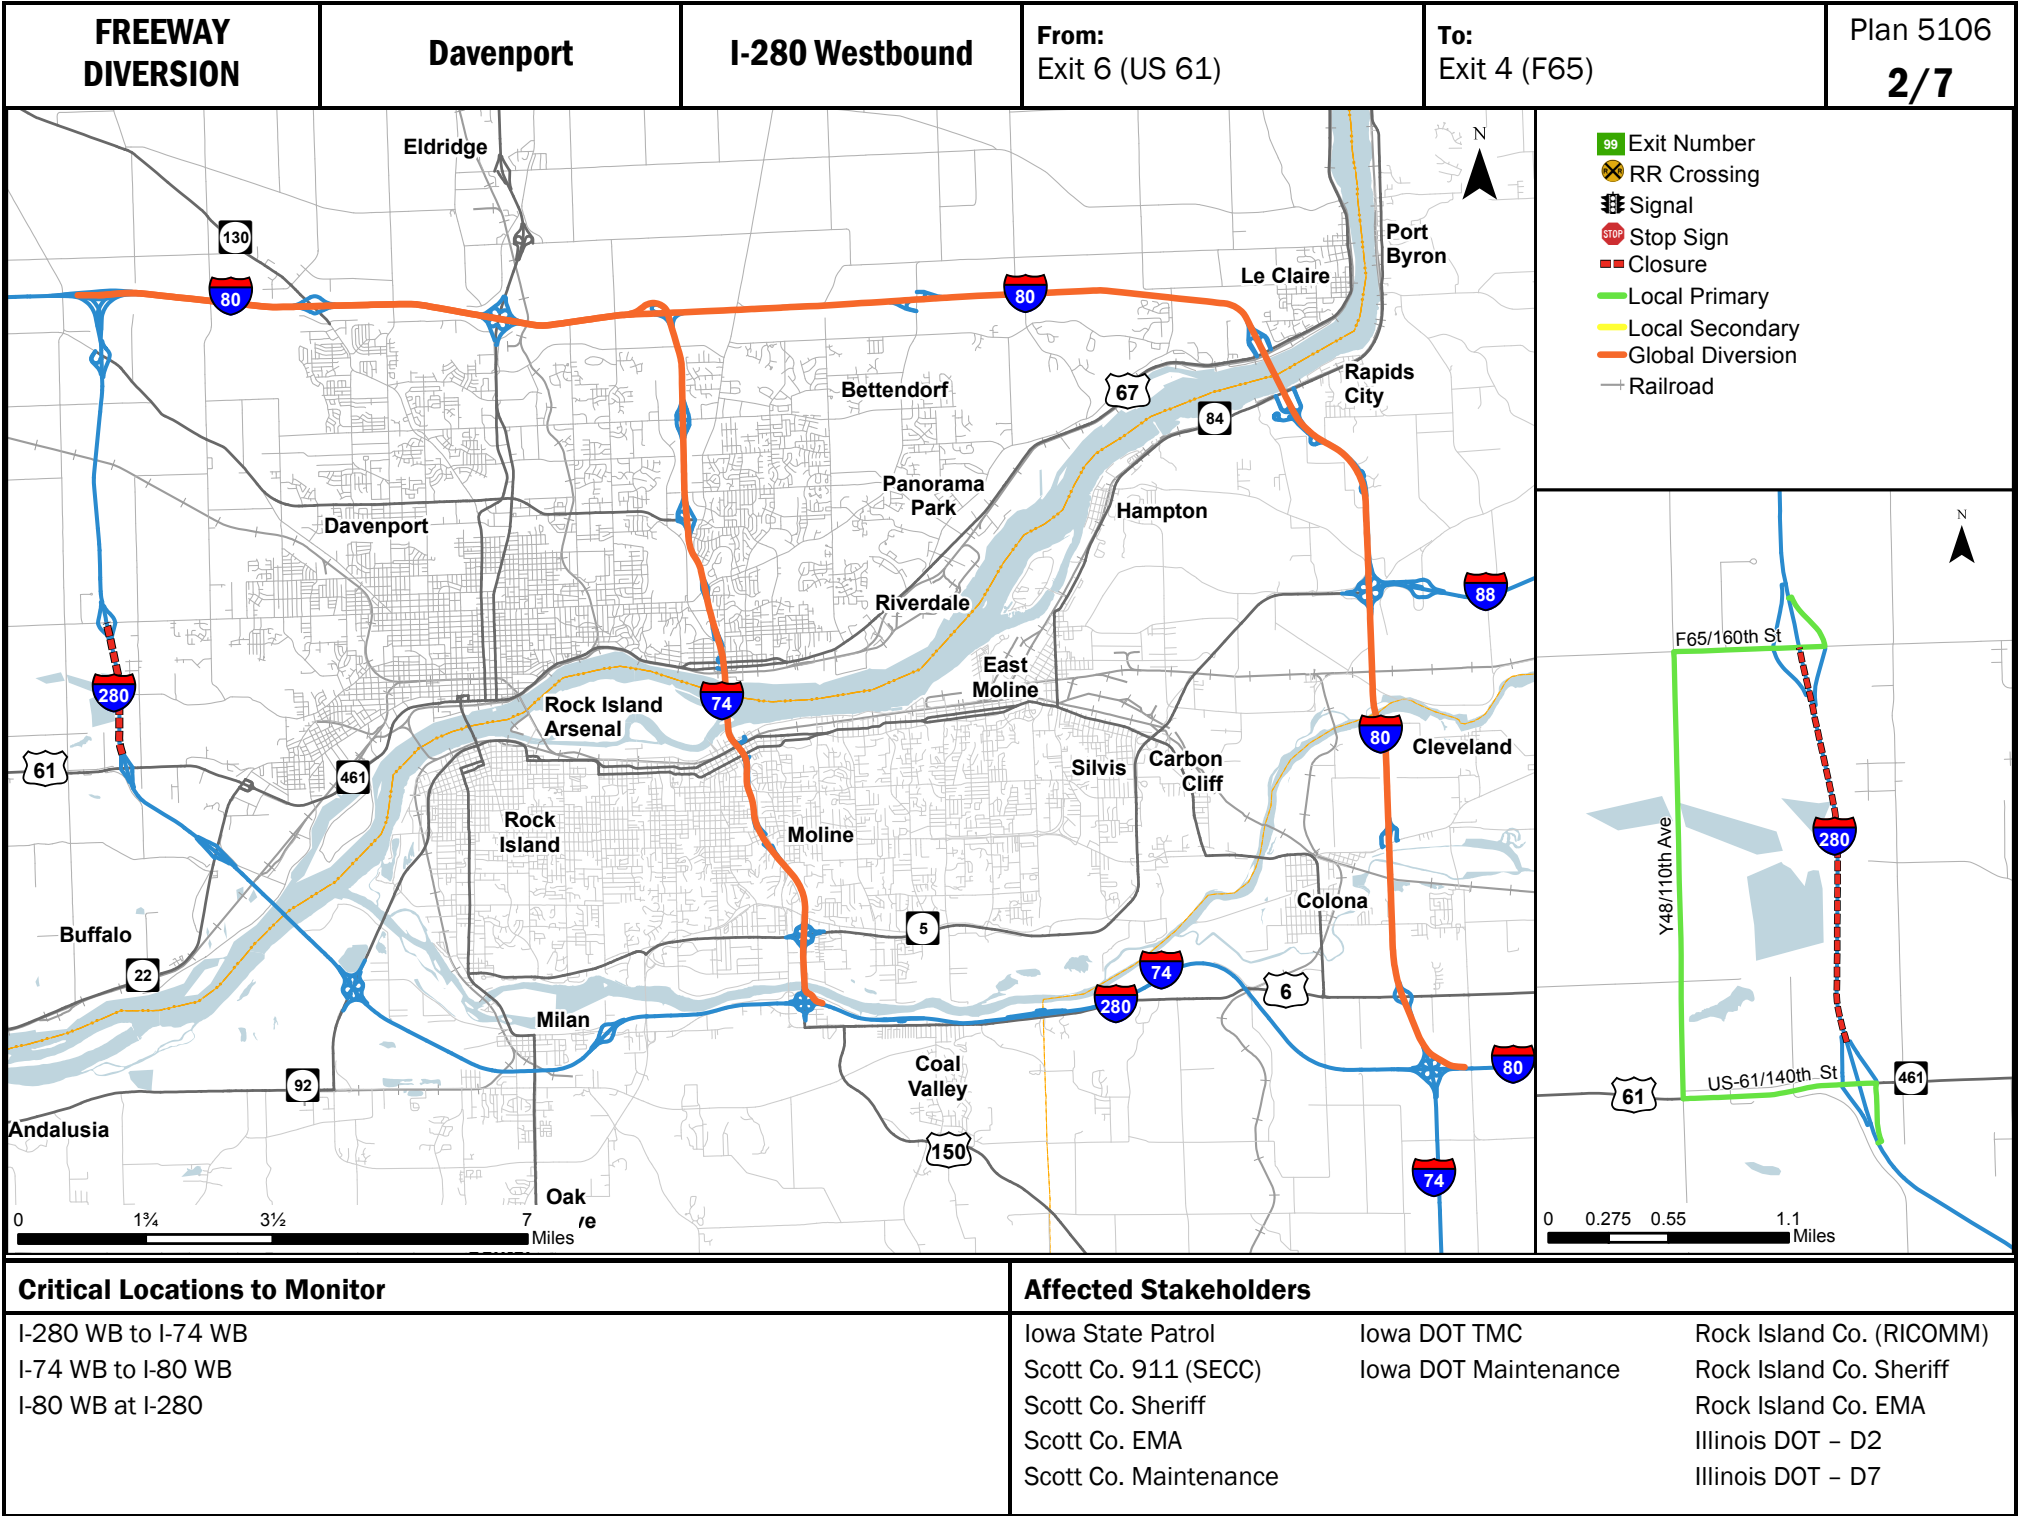 FREEWAY
DIVERSION
Davenport
I-280 Westbound
From:
Exit 6 (US 61)
To:
Exit 4 (F65)
Plan 5106
2/7
Eldridge
N
130
Port
Byron
Le Claire
80
80
Rapids
City
Bettendorf
67
84
Panorama
Park
Hampton
Davenport
88
Riverdale
East
Moline
280
Rock Island
Arsenal
74
80
Cleveland
61
461
Silvis
Carbon
Cliff
Rock
Island
Moline
Colona
Buffalo
5
22
74
280
6
Milan
Coal
Valley
80
92
Andalusia
150
74
Oak
0
1¾
3½
7
Miles
99
Exit Number
RR Crossing
Signal
STOP
Stop Sign
Closure
Local Primary
Local Secondary
Global Diversion
Railroad
N
F65/160th St
280
Y48/110th Ave
US-61/140th St
461
61
0
0.275
0.55
1.1
Miles
Critical Locations to Monitor
I-280 WB to I-74 WB
I-74 WB to I-80 WB
I-80 WB at I-280
Affected Stakeholders
Iowa State Patrol
Scott Co. 911 (SECC)
Scott Co. Sheriff
Scott Co. EMA
Scott Co. Maintenance
Iowa DOT TMC
Iowa DOT Maintenance
Rock Island Co. (RICOMM)
Rock Island Co. Sheriff
Rock Island Co. EMA
Illinois DOT – D2
Illinois DOT – D7